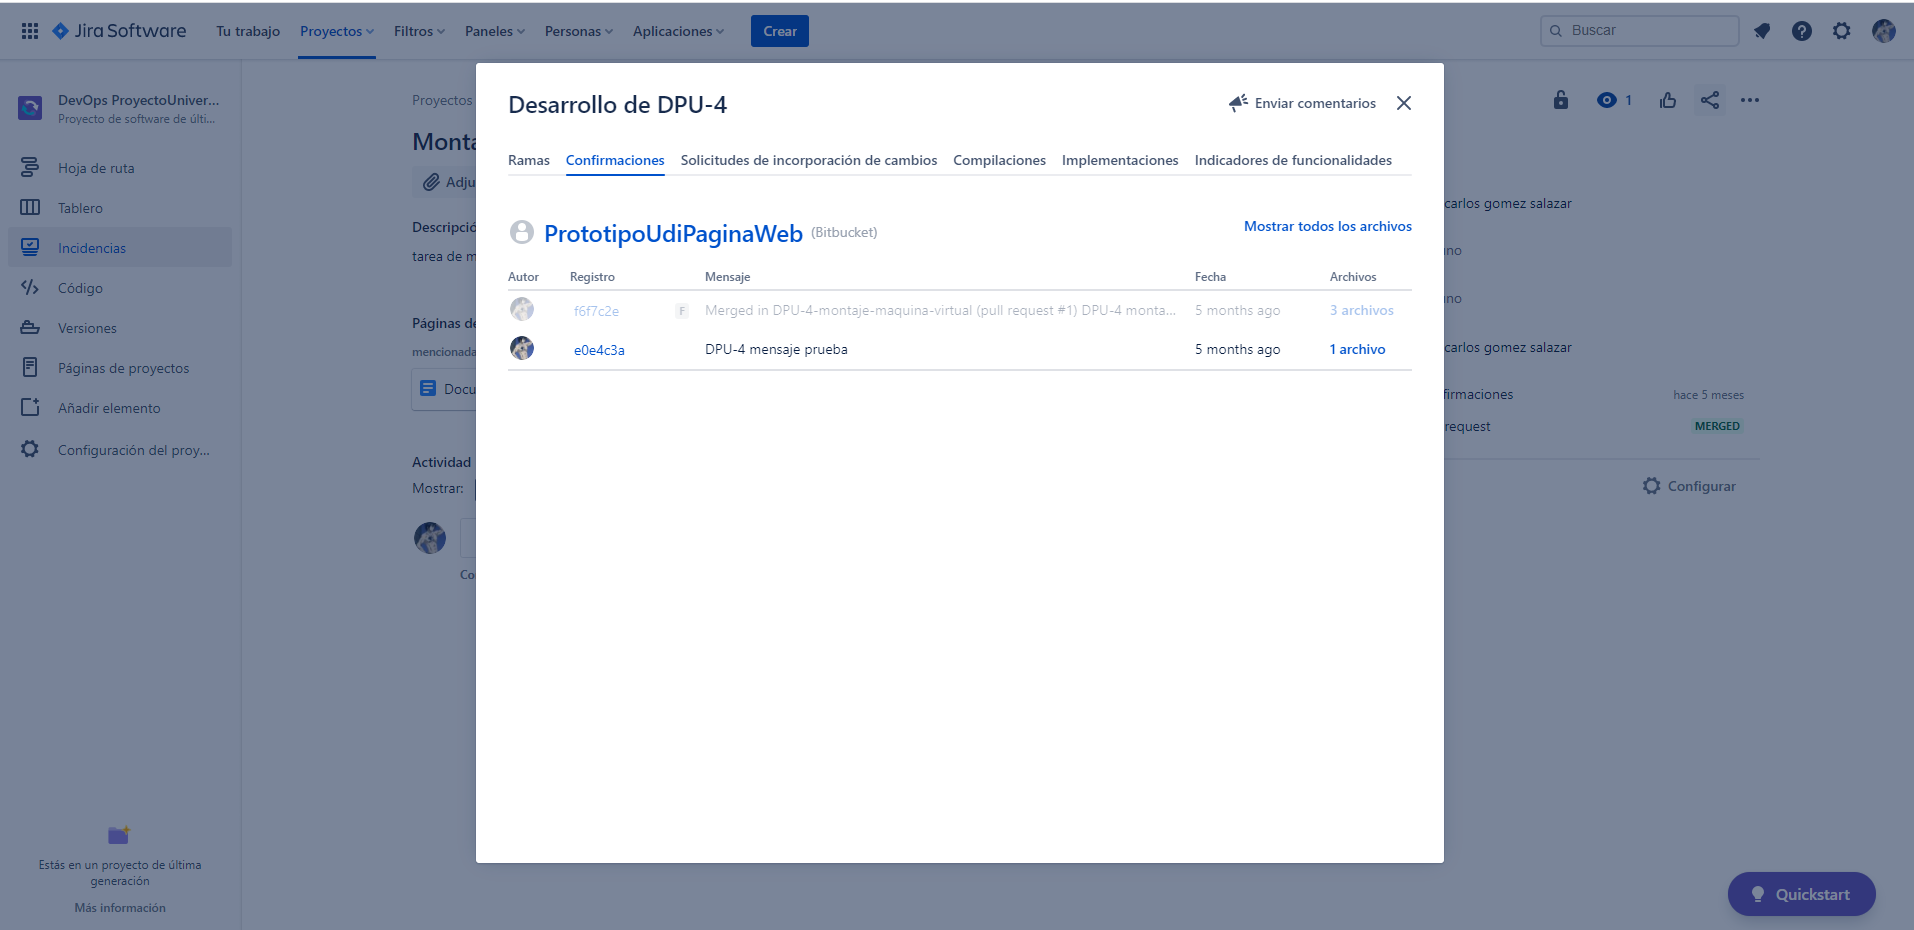 Jira Software
Tu trabajo
Proyectos
Filtros
Paneles
Personas
Aplicaciones
Crear
Buscar
DevOps ProyectoUniver...
Proyecto de software de últi...
Hoja de ruta
Tablero
Incidencias
Código
Versiones
Páginas de proyectos
Añadir elemento
Configuración del proy...
Estás en un proyecto de última
generación
Más información
Proyectos
Monta
Adju
Descripció
tarea de m
Páginas de
mencionada
Docu
Actividad
Mostrar:
Co
Desarrollo de DPU-4
Enviar comentarios
Ramas
Confirmaciones
Solicitudes de incorporación de cambios
Compilaciones
Implementaciones
Indicadores de funcionalidades
PrototipoUdiPaginaWeb (Bitbucket)
Mostrar todos los archivos
Autor Registro Mensaje Fecha Archivos
f6f7c2e F Merged in DPU-4-montaje-maquina-virtual (pull request #1) DPU-4 monta... 5 months ago 3 archivos
e0e4c3a DPU-4 mensaje prueba 5 months ago 1 archivo
1
carlos gomez salazar
no
no
carlos gomez salazar
firmaciones hace 5 meses
request MERGED
Configurar
Quickstart